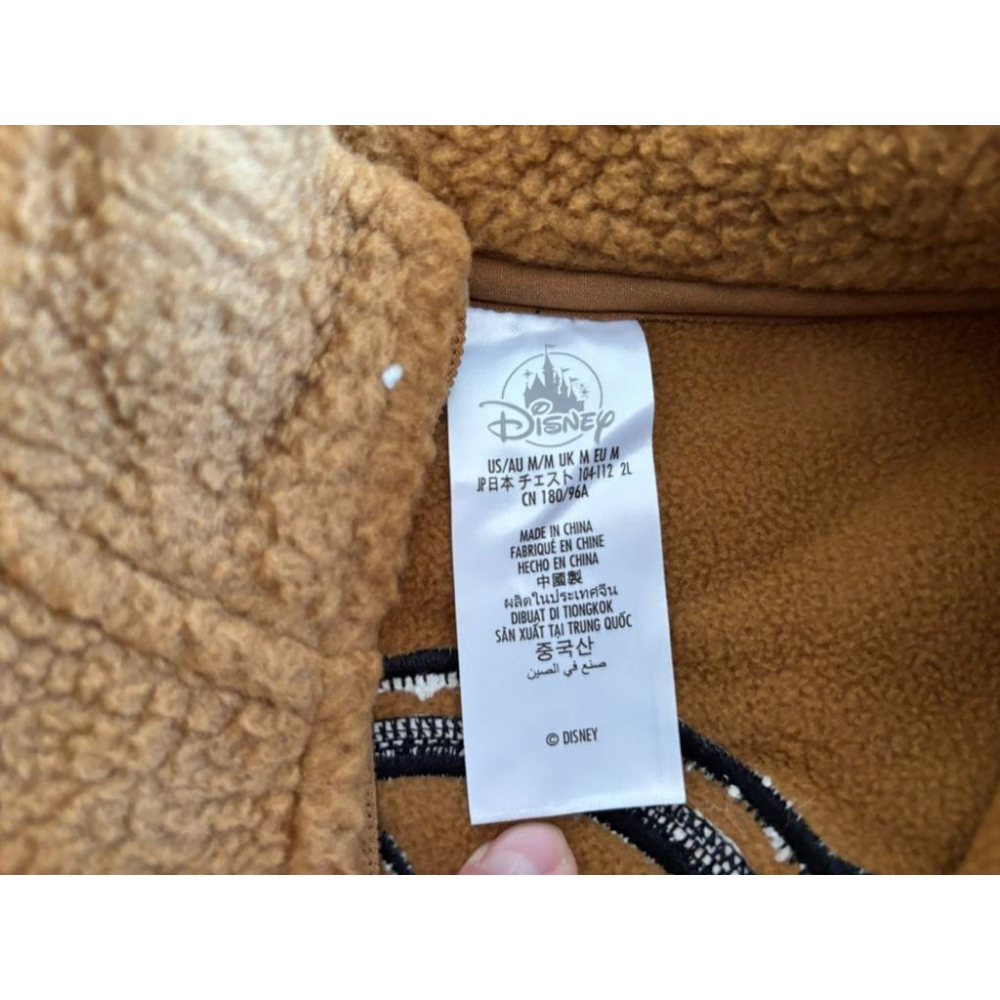 DISNEY
US/AU M/M UK M EU M
JP日本 チェスト 104-112 2L
CN 180/96A
MADE IN CHINA
FABRIQUÉ EN CHINE
HECHO EN CHINA
中國製
ผลิตในประเทศจีน
DIBUAT DI TIONGKOK
SẢN XUẤT TẠI TRUNG QUỐC
중국산
صنع في الصين
© DISNEY